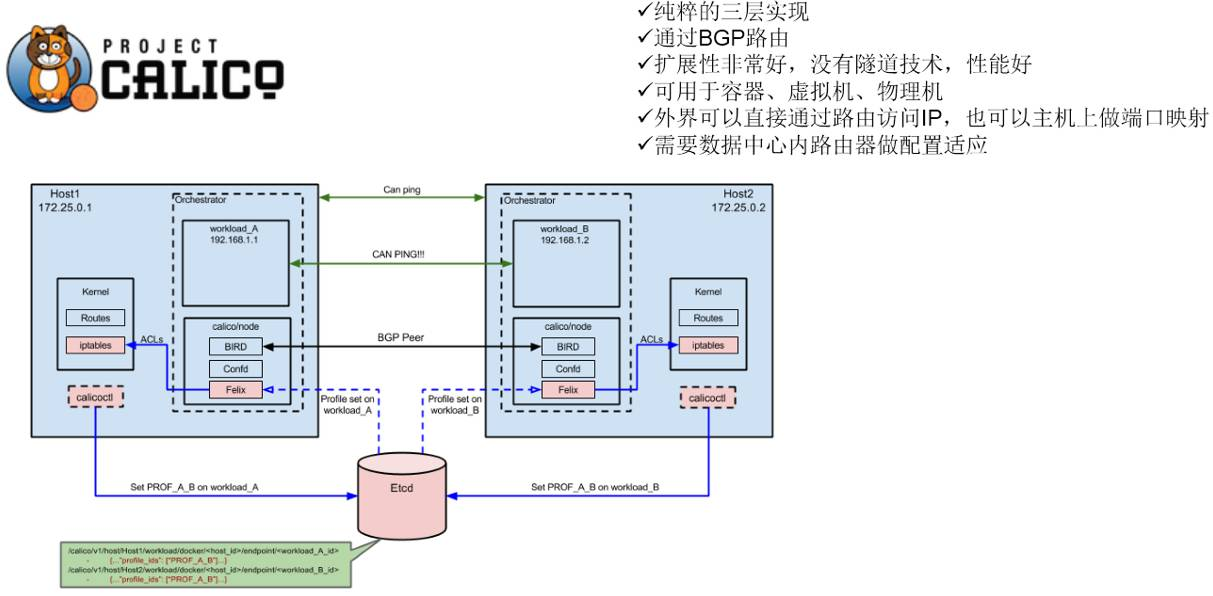 PROJECT
CALICO
✓纯粹的三层实现
✓通过BGP路由
✓扩展性非常好，没有隧道技术，性能好
✓可用于容器、虚拟机、物理机
✓外界可以直接通过路由访问IP，也可以主机上做端口映射
✓需要数据中心内路由器做配置适应
Host1
172.25.0.1
Orchestrator
workload_A
192.168.1.1
Kernel
Routes
iptables
ACLs
calico/node
BIRD
Confd
Felix
calicoctl
Can ping
CAN PING!!!
BGP Peer
Host2
172.25.0.2
Orchestrator
workload_B
192.168.1.2
calico/node
BIRD
Confd
Felix
ACLs
Kernel
Routes
iptables
calicoctl
Profile set on
workload_A
Profile set on
workload_B
Set PROF_A_B on workload_A
Etcd
Set PROF_A_B on workload_B
/calico/v1/host/Host1/workload/docker/<host_id>/endpoint/<workload_A_id>
- {..."profile_ids": ["PROF_A_B"]...}
/calico/v1/host/Host2/workload/docker/<host_id>/endpoint/<workload_B_id>
- {..."profile_ids": ["PROF_A_B"]...}